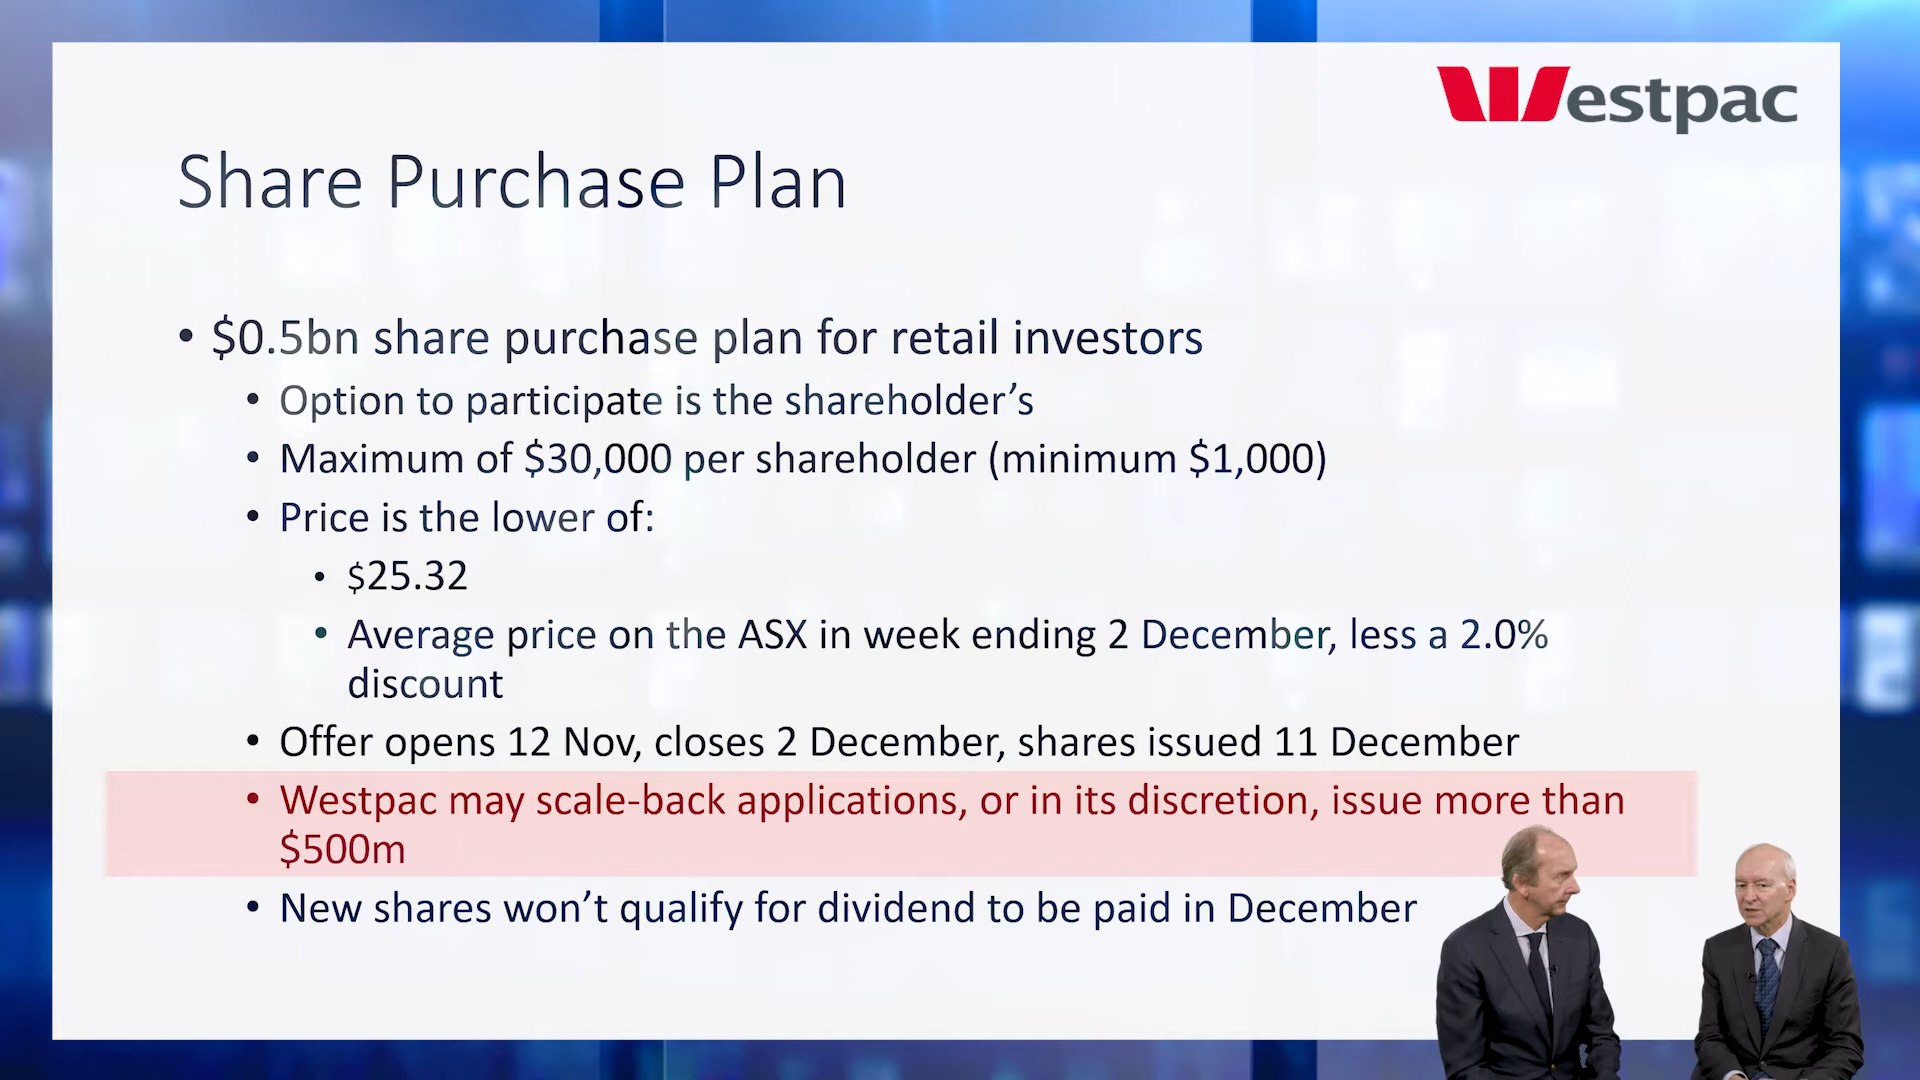 Westpac
Share Purchase Plan
• $0.5bn share purchase plan for retail investors
• Option to participate is the shareholder’s
• Maximum of $30,000 per shareholder (minimum $1,000)
• Price is the lower of:
• $25.32
• Average price on the ASX in week ending 2 December, less a 2.0%
discount
• Offer opens 12 Nov, closes 2 December, shares issued 11 December
• Westpac may scale-back applications, or in its discretion, issue more than
$500m
• New shares won’t qualify for dividend to be paid in December